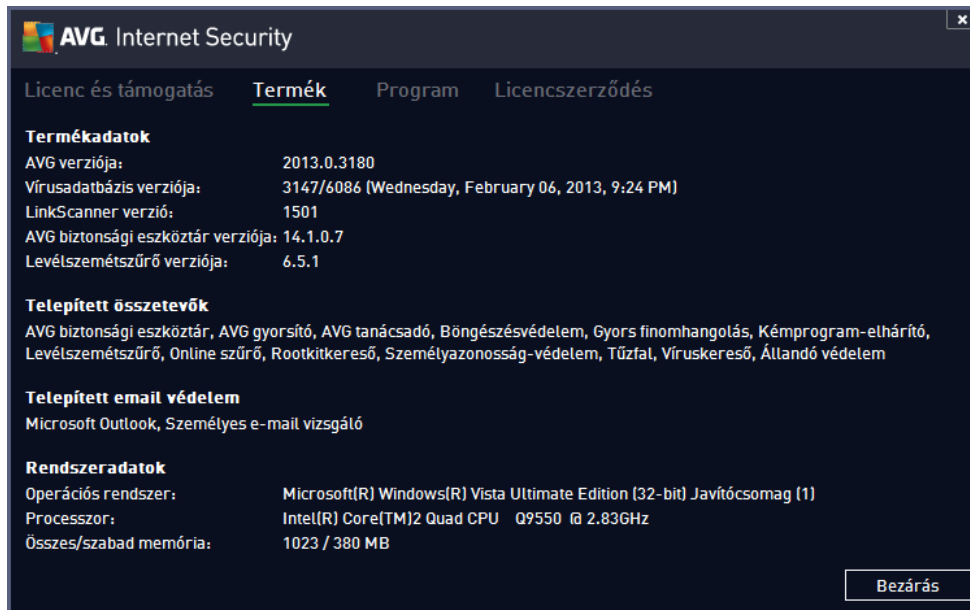 AVG. Internet Security
Licenc és támogatás Termék Program Licencszerződés
Termékadatok
AVG verziója: 2013.0.3180
Vírusadatbázis verziója: 3147/6086 (Wednesday, February 06, 2013, 9:24 PM)
LinkScanner verzió: 1501
AVG biztonsági eszköztár verziója: 14.1.0.7
Levélszemétszűrő verziója: 6.5.1
Telepített összetevők
AVG biztonsági eszköztár, AVG gyorsító, AVG tanácsadó, Böngészésvédelem, Gyors finomhangolás, Kémprogram-elhárító,
Levélszemétszűrő, Online szűrő, Rootkitkereső, Személyazonosság-védelem, Tűzfal, Víruskereső, Állandó védelem
Telepített email védelem
Microsoft Outlook, Személyes e-mail vizsgáló
Rendszeradatok
Operációs rendszer: Microsoft(R) Windows(R) Vista Ultimate Edition (32-bit) Javítócsomag (1)
Processzor: Intel(R) Core(TM)2 Quad CPU Q9550 @ 2.83GHz
Összes/szabad memória: 1023 / 380 MB
Bezárás